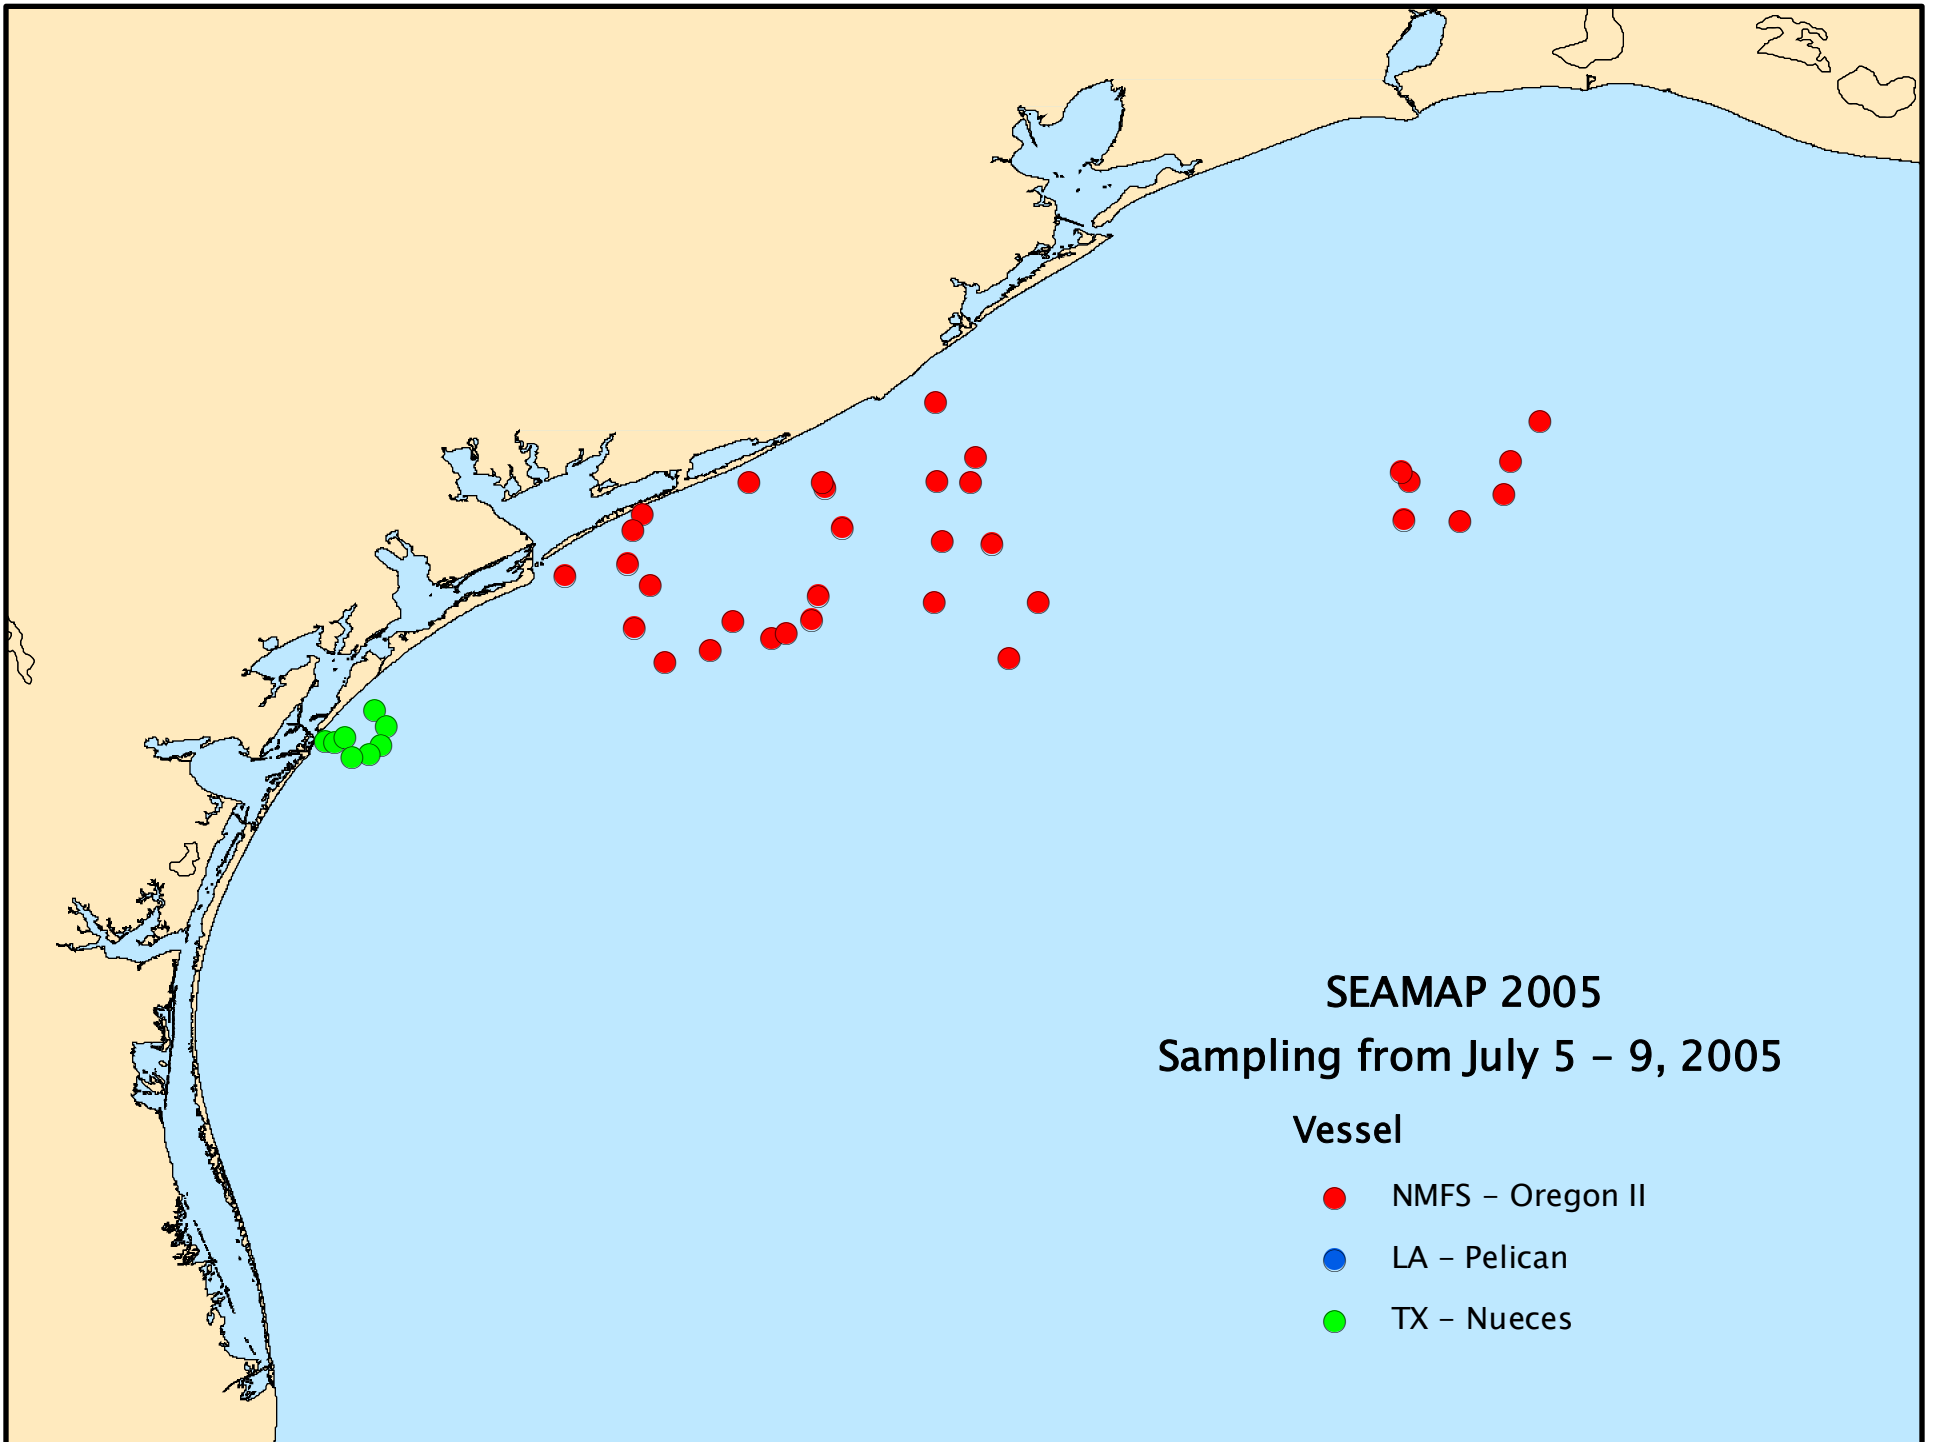 SEAMAP 2005
Sampling from July 5 – 9, 2005
Vessel
NMFS – Oregon II
LA – Pelican
TX – Nueces